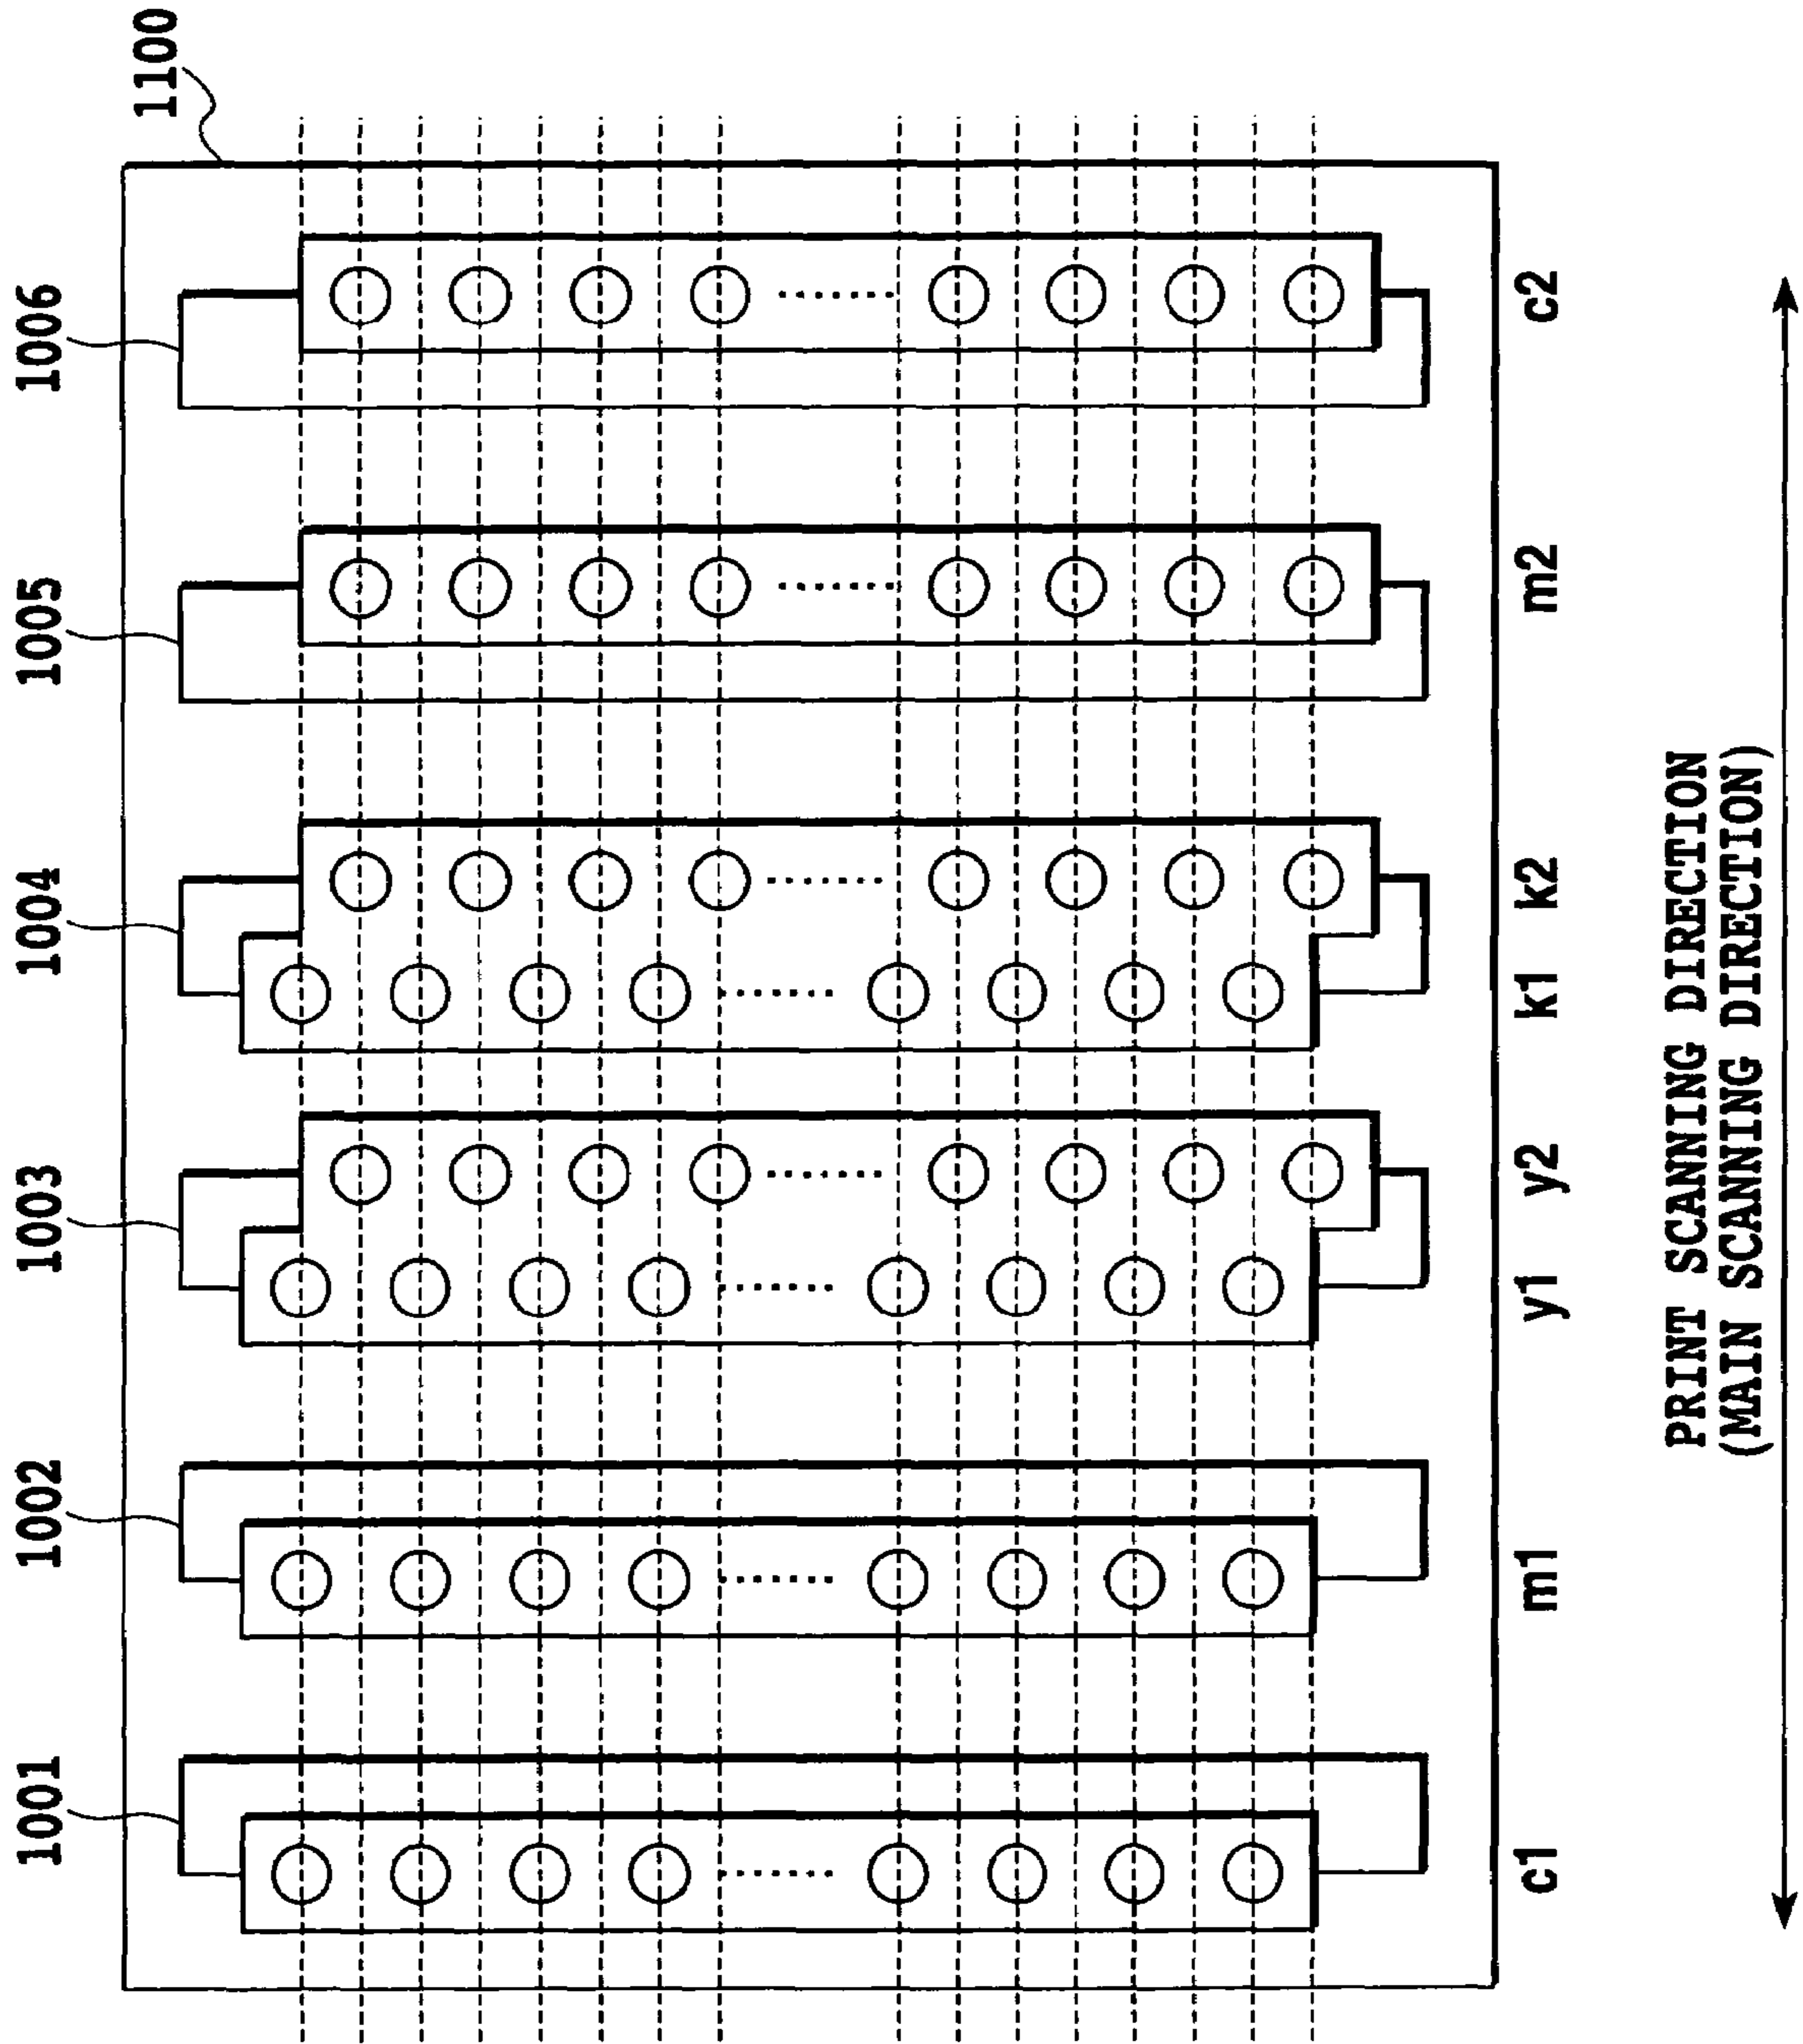 1100
1001
1002
1003
1004
1005
1006
c1
m1
y1
y2
k1
k2
m2
c2
PRINT SCANNING DIRECTION
(MAIN SCANNING DIRECTION)